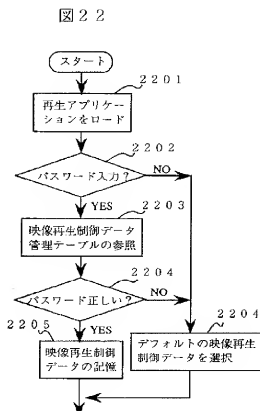 図２２
スタート
２２０１
再生アプリケー
ションをロード
２２０２
パスワード入力？
NO
YES
２２０３
映像再生制御データ
管理テーブルの参照
２２０４
パスワード正しい？
NO
YES
２２０５
映像再生制御
データの記憶
２２０４
デフォルトの映像再生
制御データを選択